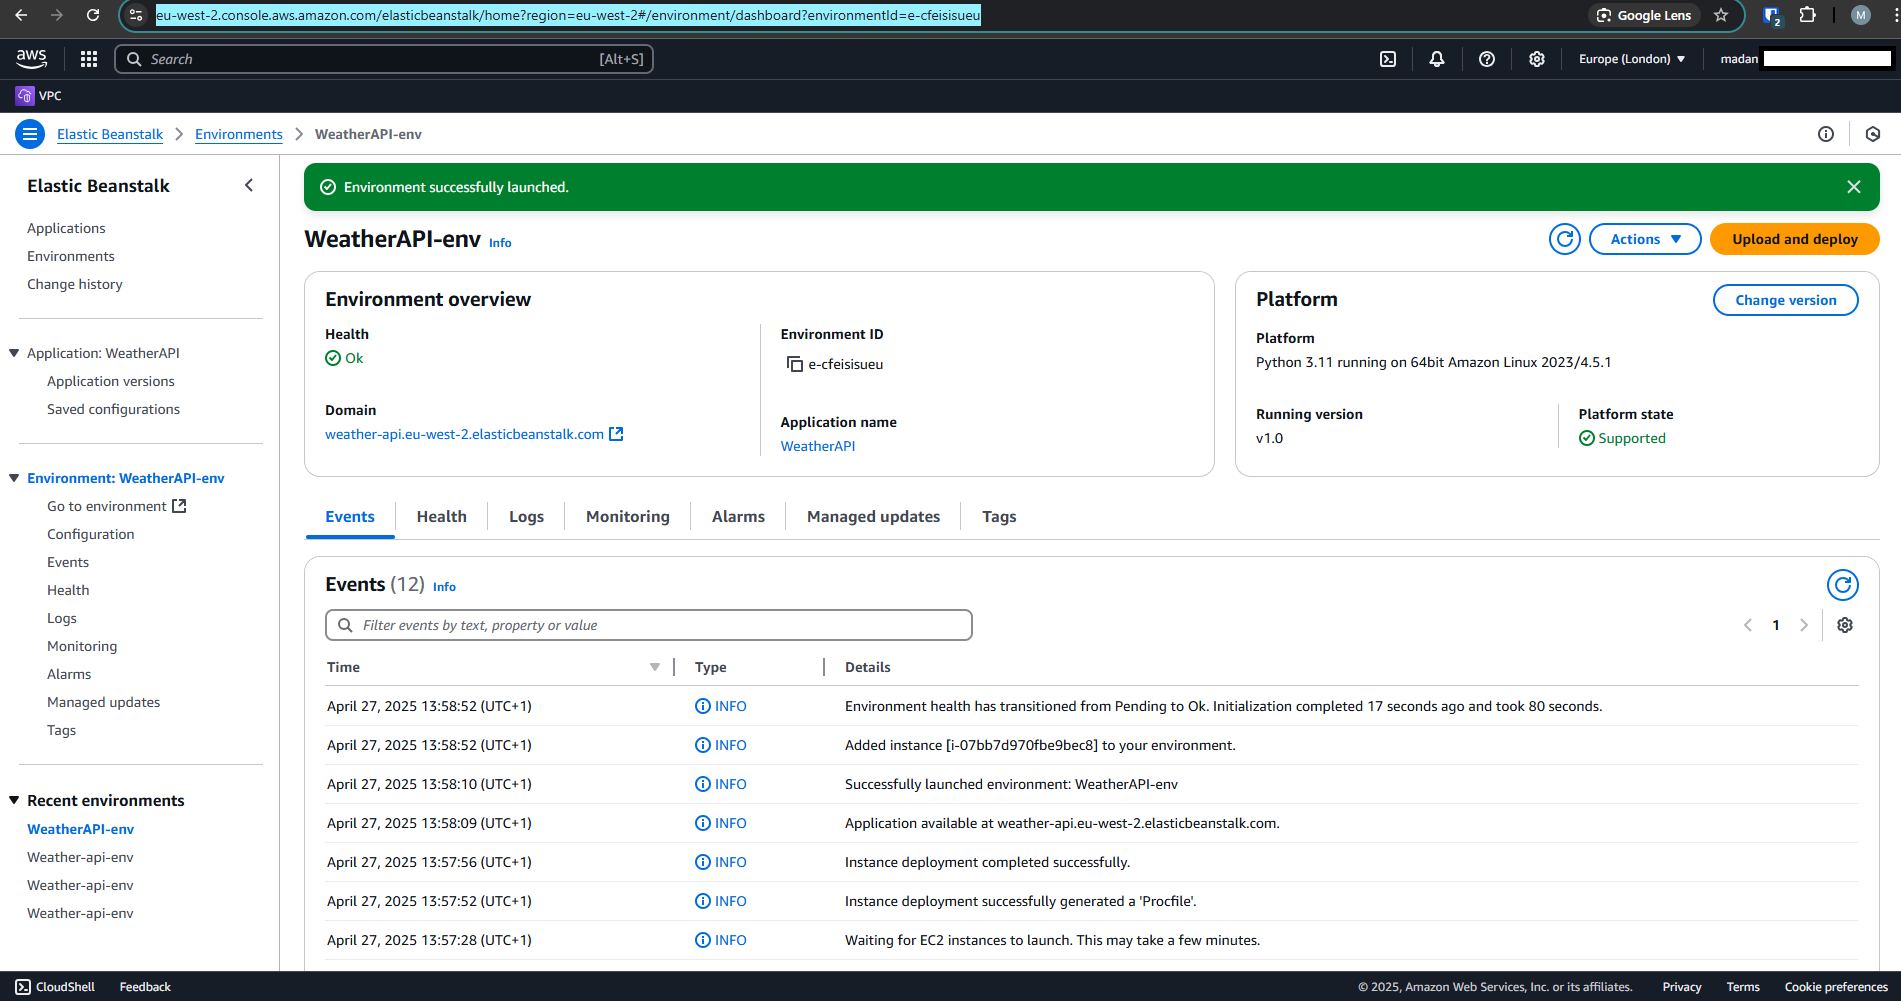 eu-west-2.console.aws.amazon.com/elasticbeanstalk/home?region=eu-west-2#/environment/dashboard?environmentId=e-cfeisisueu
Google Lens
2
M
aws
Search
[Alt+S]
Europe (London)
madan
VPC
Elastic Beanstalk
Environments
WeatherAPI-env
Elastic Beanstalk
Applications
Environments
Change history
Application: WeatherAPI
Application versions
Saved configurations
Environment: WeatherAPI-env
Go to environment
Configuration
Events
Health
Logs
Monitoring
Alarms
Managed updates
Tags
Recent environments
WeatherAPI-env
Weather-api-env
Weather-api-env
Weather-api-env
Environment successfully launched.
WeatherAPI-env Info
Actions
Upload and deploy
Environment overview
Health
Ok
Domain
weather-api.eu-west-2.elasticbeanstalk.com
Environment ID
e-cfeisisueu
Application name
WeatherAPI
Platform
Change version
Platform
Python 3.11 running on 64bit Amazon Linux 2023/4.5.1
Running version
v1.0
Platform state
Supported
Events
Health
Logs
Monitoring
Alarms
Managed updates
Tags
Events (12) Info
Filter events by text, property or value
1
Time Type Details
April 27, 2025 13:58:52 (UTC+1) INFO Environment health has transitioned from Pending to Ok. Initialization completed 17 seconds ago and took 80 seconds.
April 27, 2025 13:58:52 (UTC+1) INFO Added instance [i-07bb7d970fbe9bec8] to your environment.
April 27, 2025 13:58:10 (UTC+1) INFO Successfully launched environment: WeatherAPI-env
April 27, 2025 13:58:09 (UTC+1) INFO Application available at weather-api.eu-west-2.elasticbeanstalk.com.
April 27, 2025 13:57:56 (UTC+1) INFO Instance deployment completed successfully.
April 27, 2025 13:57:52 (UTC+1) INFO Instance deployment successfully generated a 'Procfile'.
April 27, 2025 13:57:28 (UTC+1) INFO Waiting for EC2 instances to launch. This may take a few minutes.
CloudShell
Feedback
© 2025, Amazon Web Services, Inc. or its affiliates.
Privacy
Terms
Cookie preferences